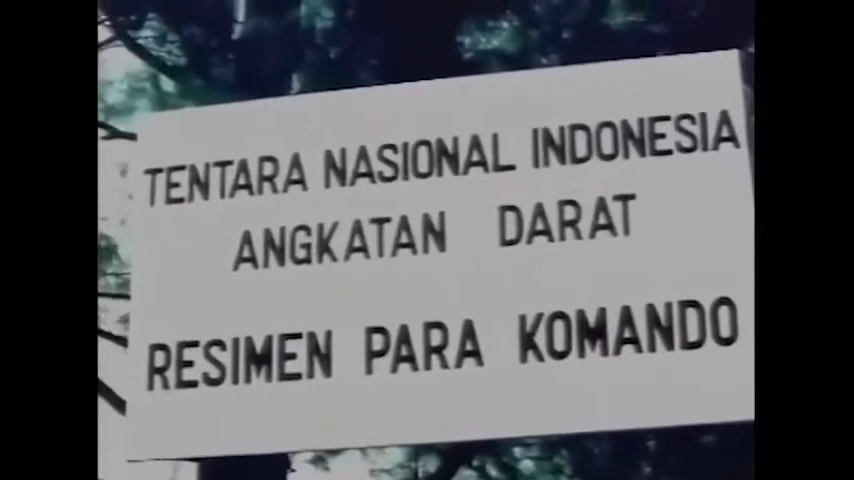 TENTARA NASIONAL INDONESIA
ANGKATAN DARAT
RESIMEN PARA KOMANDO